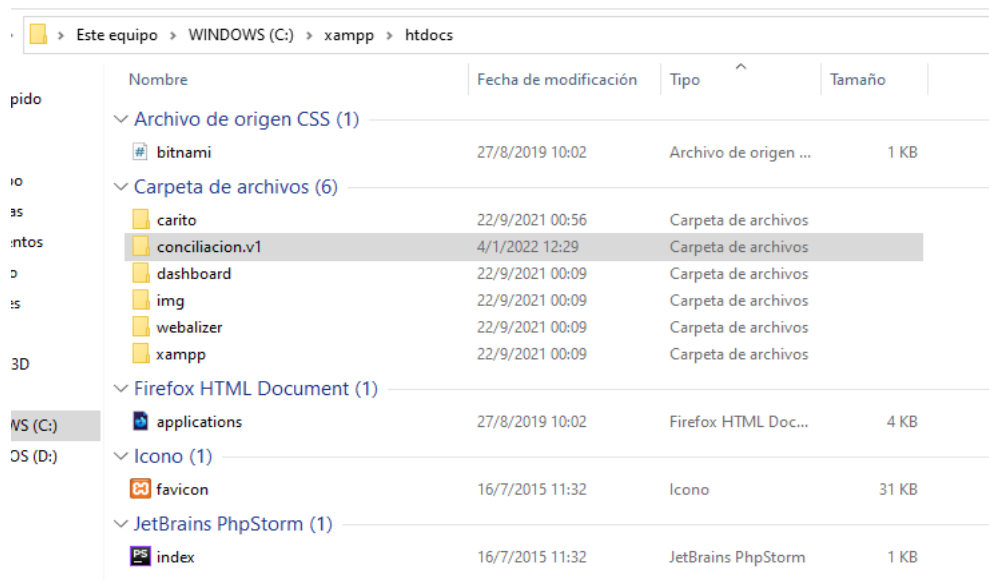 Este equipo > WINDOWS (C:) > xampp > htdocs
Nombre Fecha de modificación Tipo Tamaño
pido
Archivo de origen CSS (1)
bitnami 27/8/2019 10:02 Archivo de origen ... 1 KB
Carpeta de archivos (6)
carito 22/9/2021 00:56 Carpeta de archivos
conciliacion.v1 4/1/2022 12:29 Carpeta de archivos
dashboard 22/9/2021 00:09 Carpeta de archivos
img 22/9/2021 00:09 Carpeta de archivos
webalizer 22/9/2021 00:09 Carpeta de archivos
xampp 22/9/2021 00:09 Carpeta de archivos
entos
3D
Firefox HTML Document (1)
applications 27/8/2019 10:02 Firefox HTML Doc... 4 KB
WS (C:)
OS (D:)
Icono (1)
favicon 16/7/2015 11:32 Icono 31 KB
JetBrains PhpStorm (1)
index 16/7/2015 11:32 JetBrains PhpStorm 1 KB